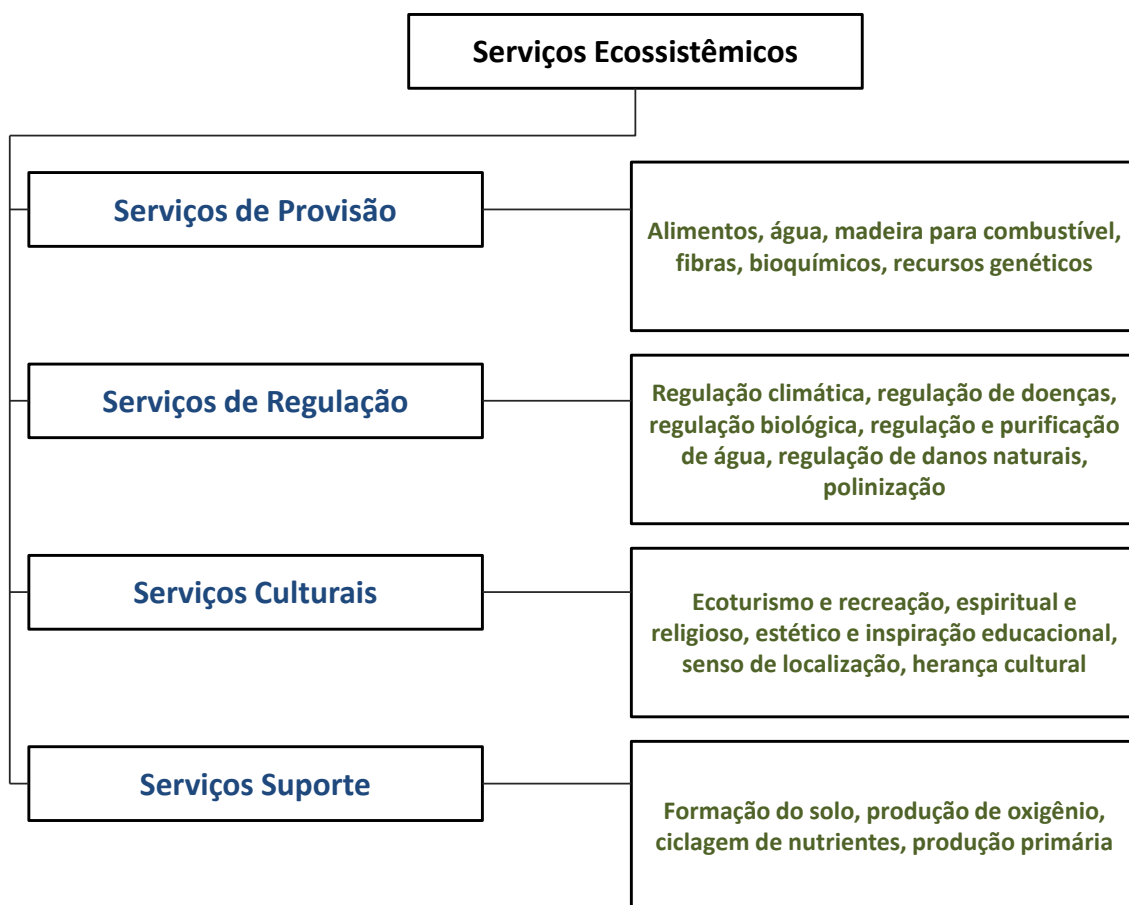 Serviços Ecossistêmicos
Serviços de Provisão
Alimentos, água, madeira para combustível,
fibras, bioquímicos, recursos genéticos
Serviços de Regulação
Regulação climática, regulação de doenças,
regulação biológica, regulação e purificação
de água, regulação de danos naturais,
polinização
Serviços Culturais
Ecoturismo e recreação, espiritual e
religioso, estético e inspiração educacional,
senso de localização, herança cultural
Serviços Suporte
Formação do solo, produção de oxigênio,
ciclagem de nutrientes, produção primária